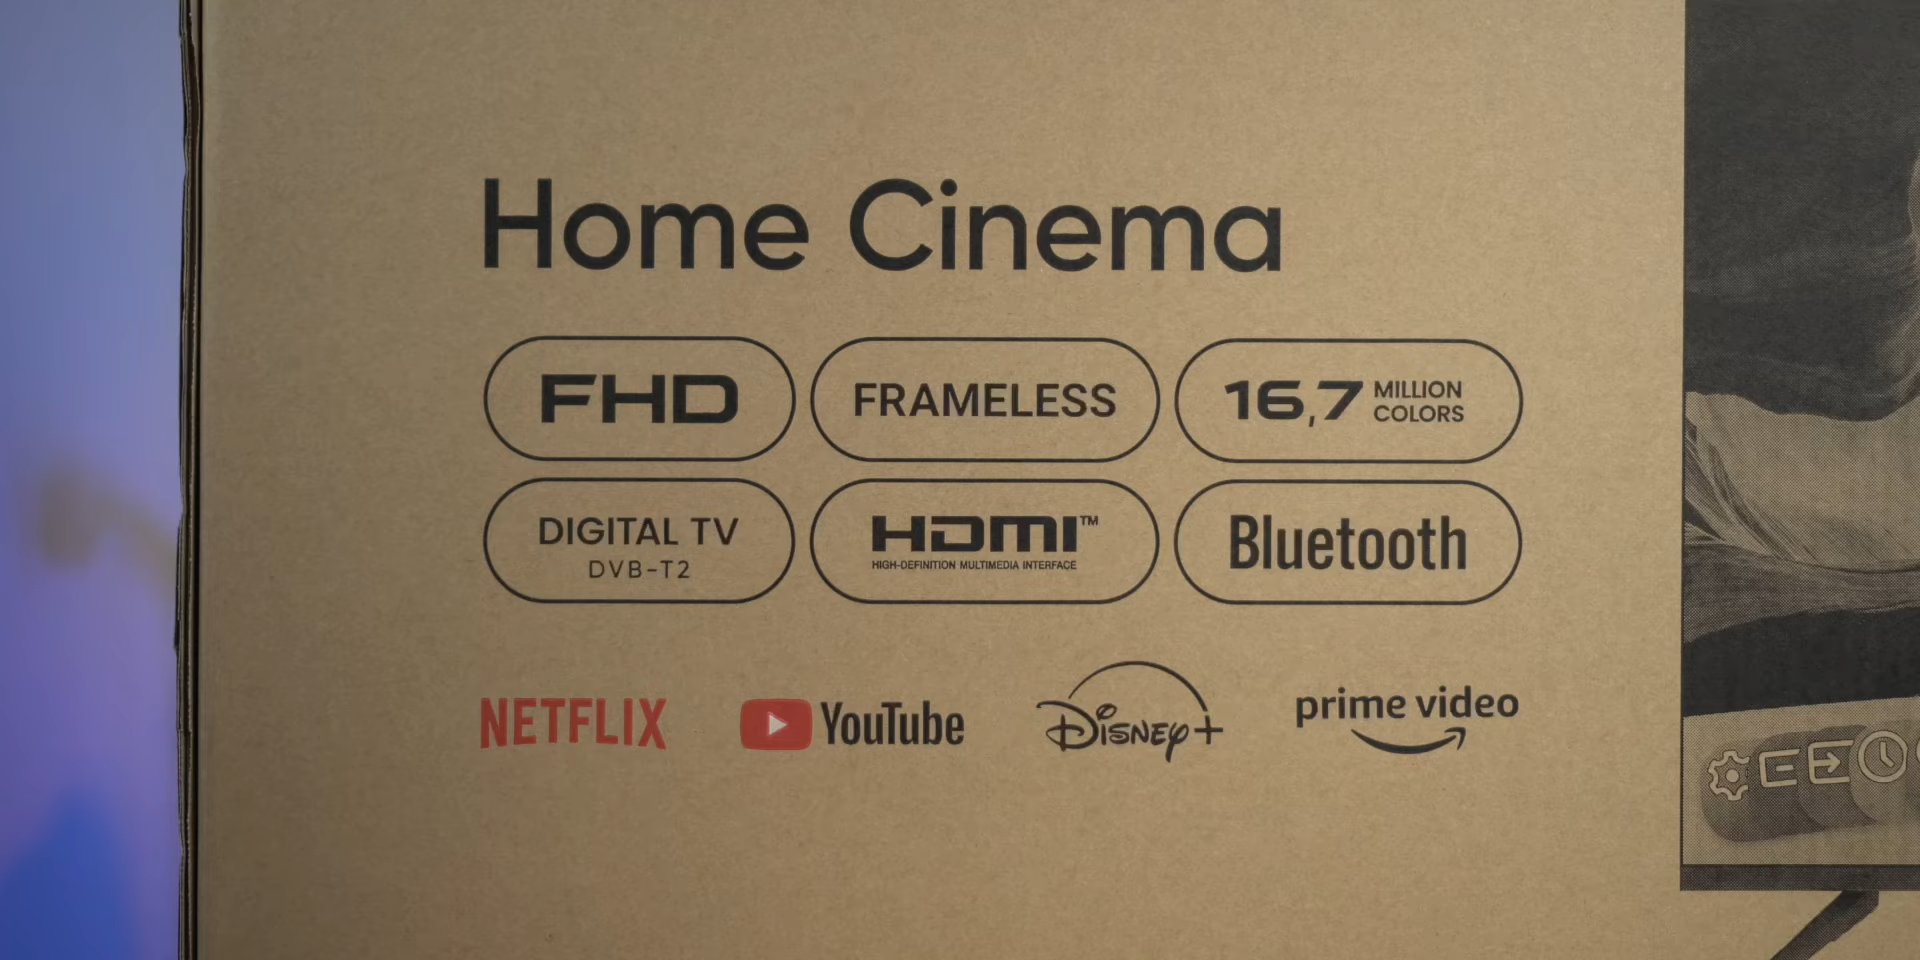 Home Cinema
FHD
FRAMELESS
16,7 MILLION COLORS
DIGITAL TV
DVB-T2
HDMI™
HIGH-DEFINITION MULTIMEDIA INTERFACE
Bluetooth
NETFLIX
YouTube
Disney+
prime video